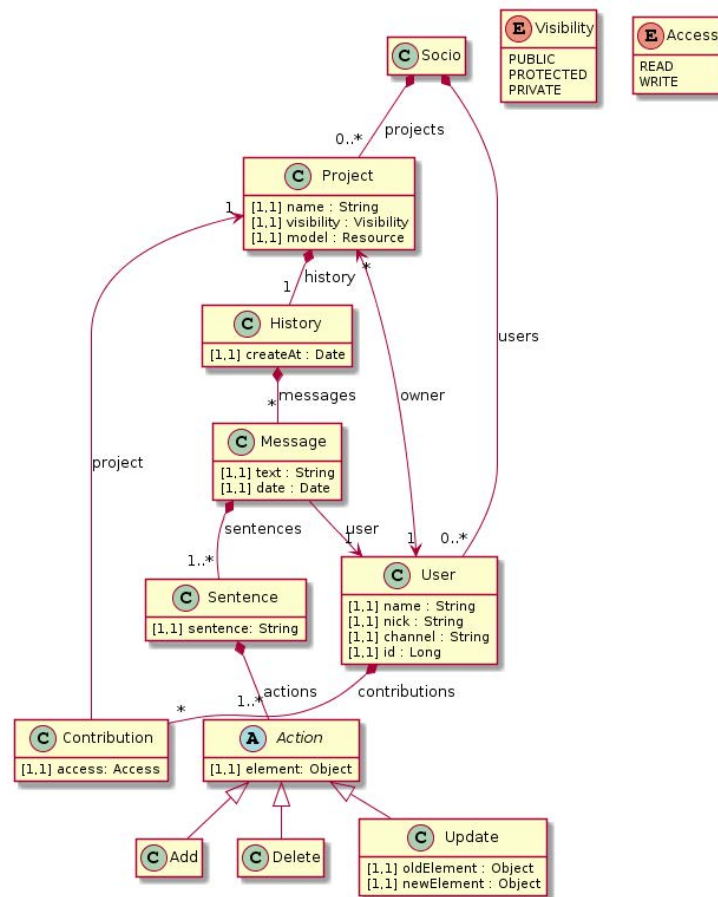 C Socio
E Visibility
PUBLIC
PROTECTED
PRIVATE
E Access
READ
WRITE
projects
0..*
C Project
[1,1] name : String
[1,1] visibility : Visibility
[1,1] model : Resource
1
*
history
1
C History
[1,1] createAt : Date
users
owner
messages
*
C Message
[1,1] text : String
[1,1] date : Date
project
sentences
user
1..*
1
1
0..*
C User
[1,1] name : String
[1,1] nick : String
[1,1] channel : String
[1,1] id : Long
C Sentence
[1,1] sentence: String
actions
1..*
contributions
*
C Contribution
[1,1] access: Access
A Action
[1,1] element: Object
C Add
C Delete
C Update
[1,1] oldElement : Object
[1,1] newElement : Object